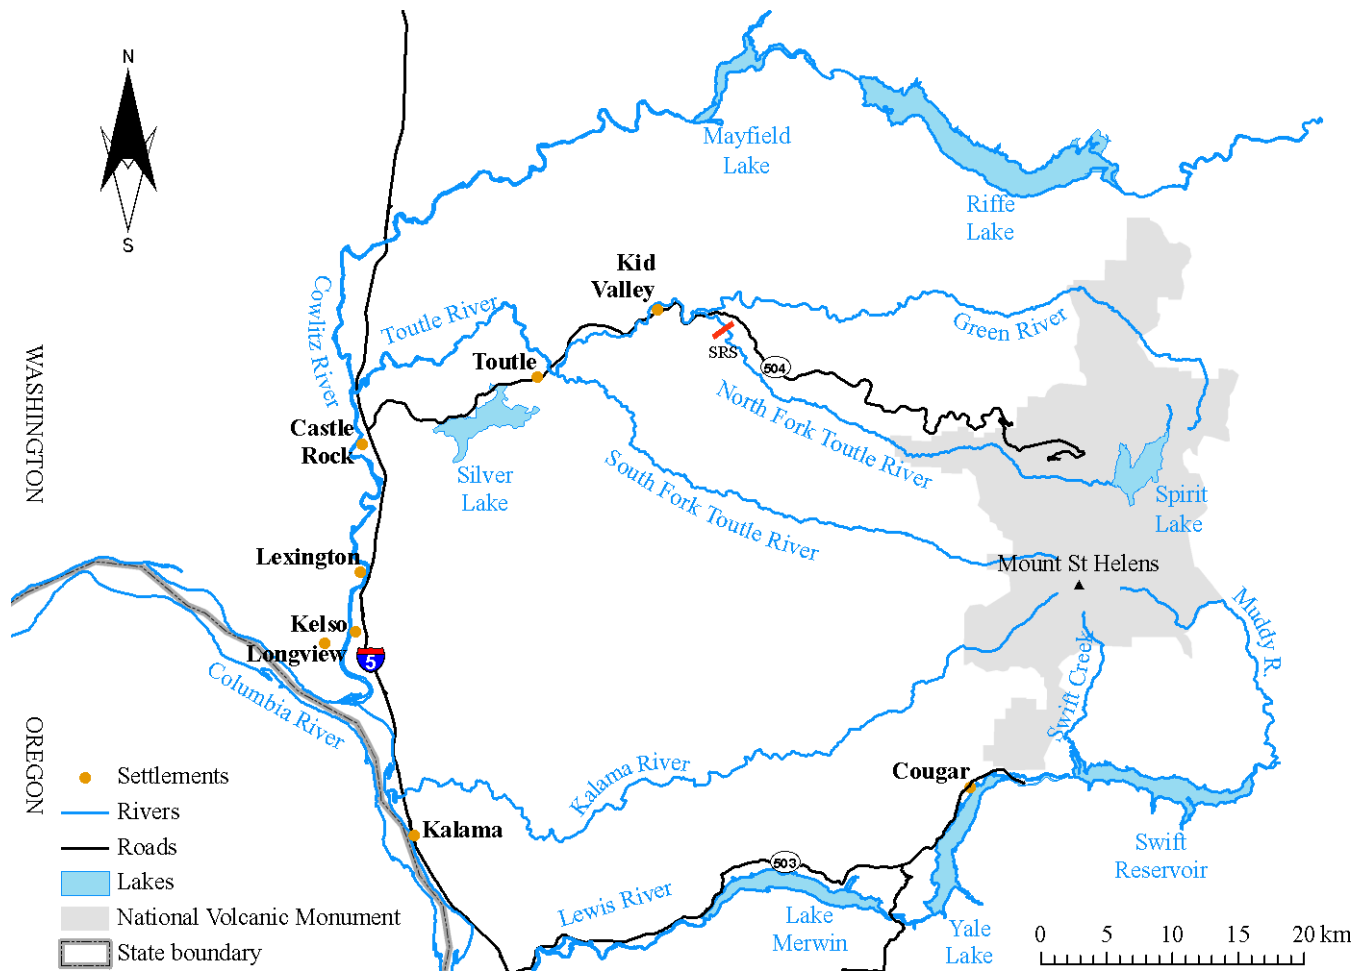 N
S
Mayfield
Lake
Riffe
Lake
Kid
Valley
Cowlitz River
Toutle River
Green River
SRS
504
Toutle
North Fork Toutle River
WASHINGTON
Castle
Rock
Silver
Lake
South Fork Toutle River
Spirit
Lake
Lexington
Mount St Helens
Kelso
Longview
5
Muddy R.
Swift Creek
Columbia River
OREGON
Settlements
Rivers
Roads
Lakes
National Volcanic Monument
State boundary
Kalama River
Cougar
Kalama
Swift
Reservoir
503
Lewis River
Lake
Merwin
Yale
Lake
0 5 10 15 20 km